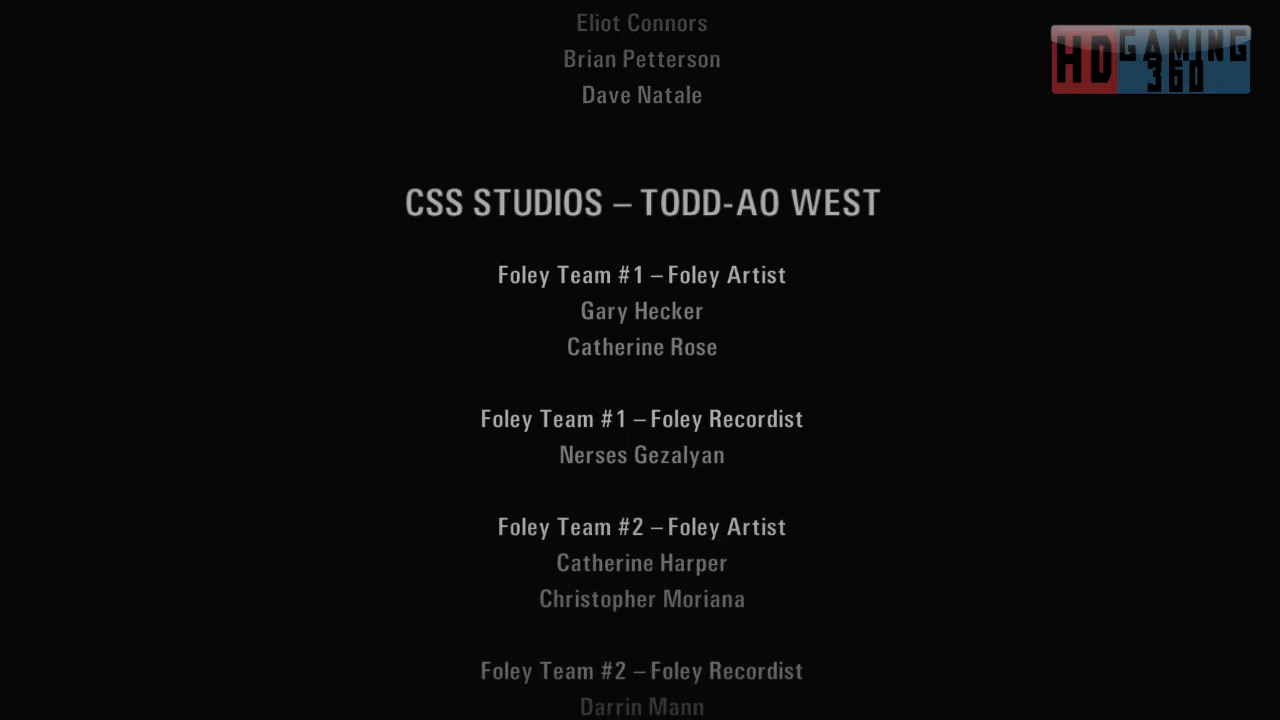 Eliot Connors
Brian Petterson
Dave Natale
HD GAMING
360
CSS STUDIOS – TODD-AO WEST
Foley Team #1 – Foley Artist
Gary Hecker
Catherine Rose
Foley Team #1 – Foley Recordist
Nerses Gezalyan
Foley Team #2 – Foley Artist
Catherine Harper
Christopher Moriana
Foley Team #2 – Foley Recordist
Darrin Mann